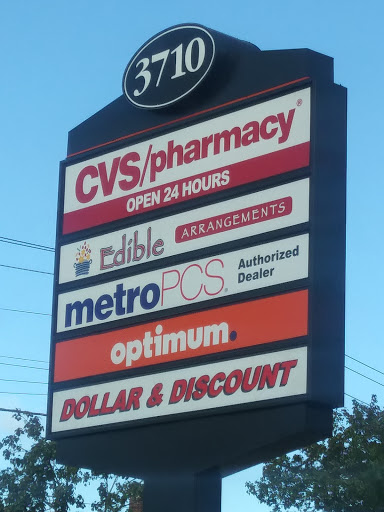 3710
CVS/pharmacy®
OPEN 24 HOURS
Edible ARRANGEMENTS
metroPCS. Authorized
Dealer
optimum.
DOLLAR & DISCOUNT